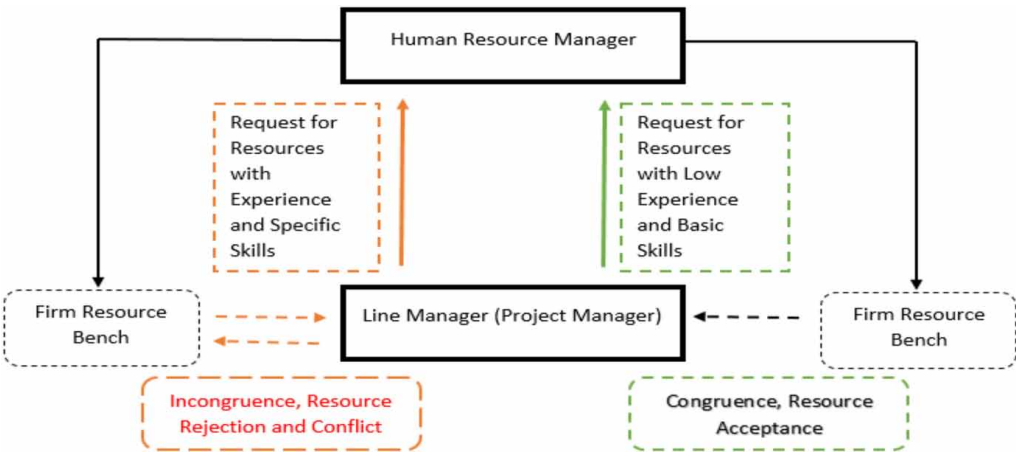 Human Resource Manager
Request for
Resources
with
Experience
and Specific
Skills
Request for
Resources
with Low
Experience
and Basic
Skills
Firm Resource
Bench
Line Manager (Project Manager)
Firm Resource
Bench
Incongruence, Resource
Rejection and Conflict
Congruence, Resource
Acceptance